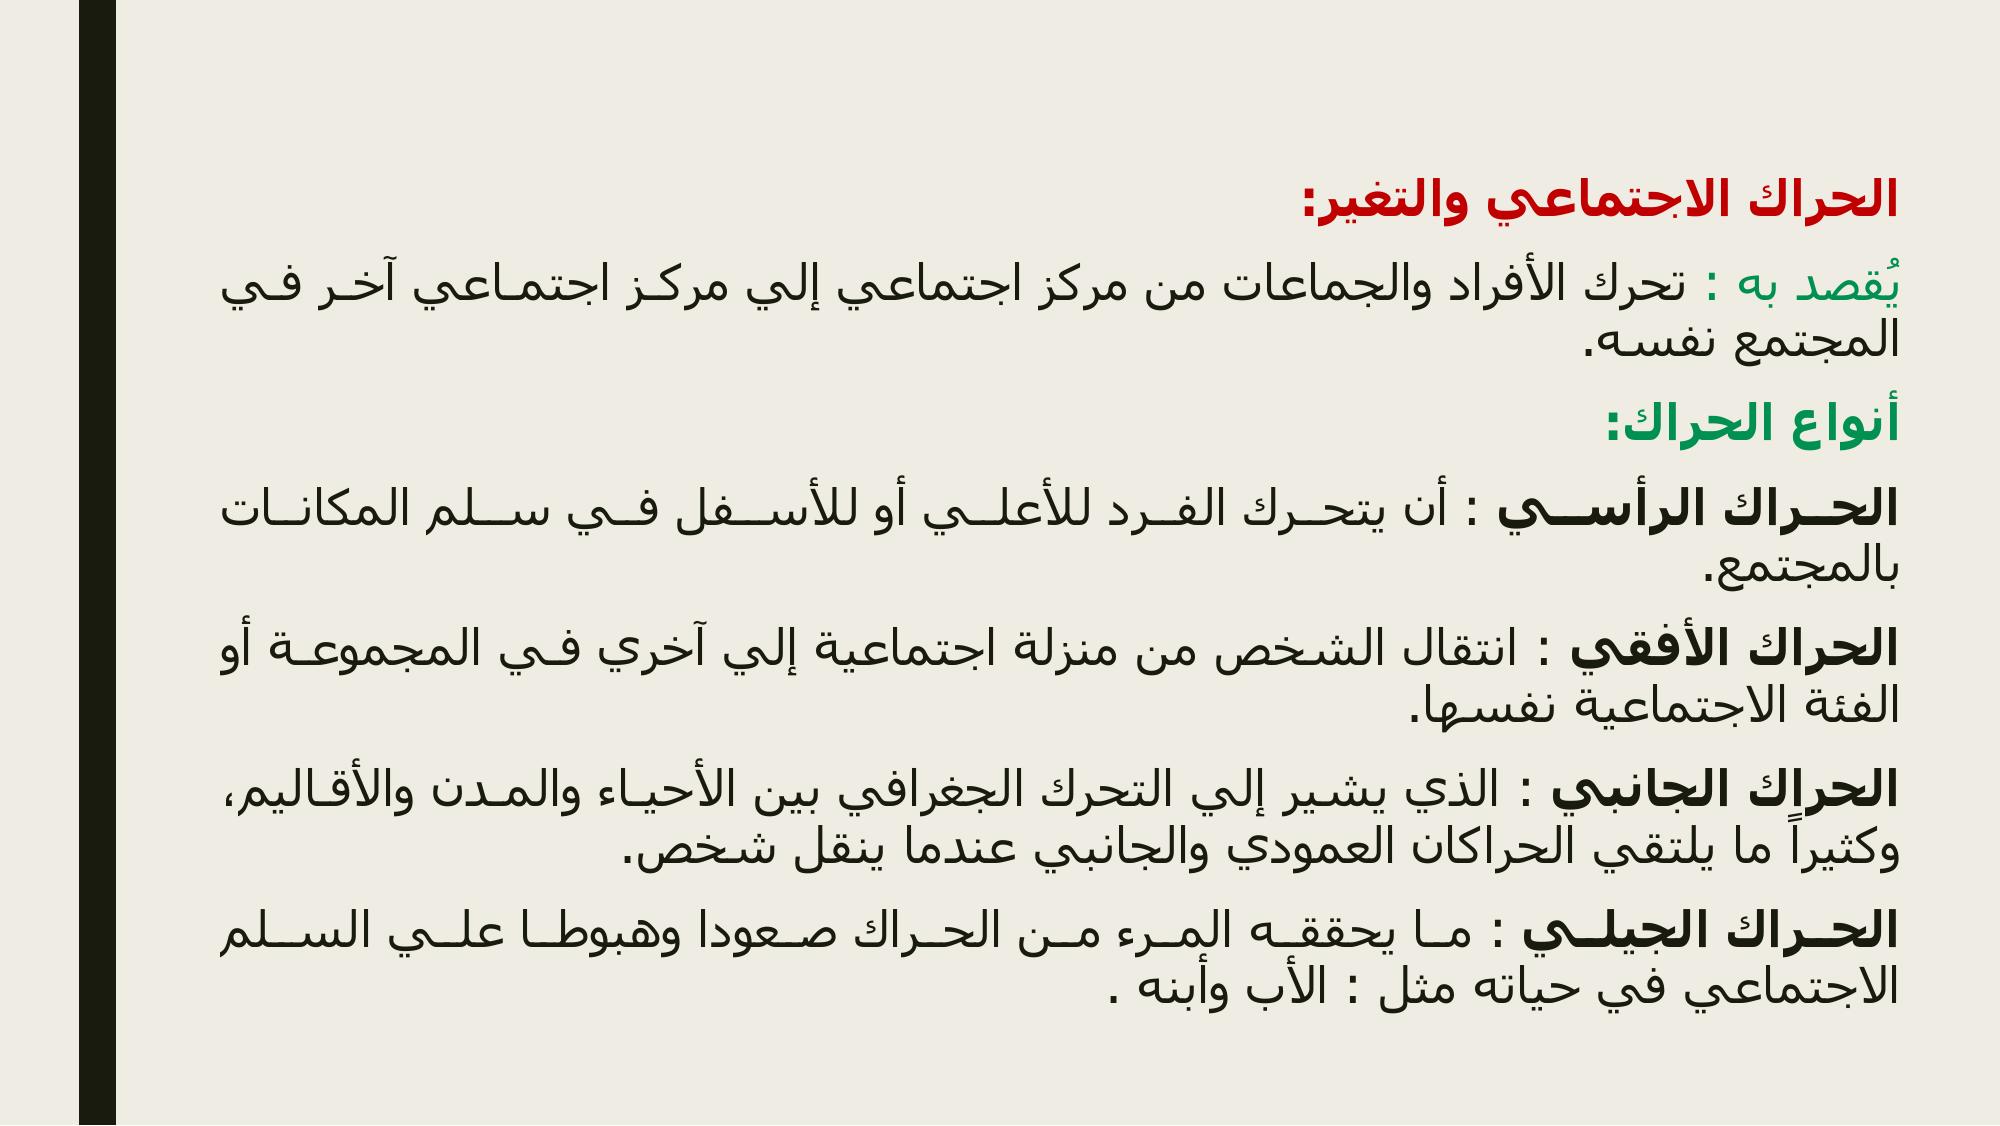 الحراك الاجتماعي والتغير:
يُقصد به : تحرك الأفراد والجماعات من مركز اجتماعي إلي مركز اجتماعي آخر في
المجتمع نفسه.
أنواع الحراك:
الحراك الرأسي : أن يتحرك الفرد للأعلي أو للأسفل في سلم المكانات
بالمجتمع.
الحراك الأفقي : انتقال الشخص من منزلة اجتماعية إلي آخري في المجموعة أو
الفئة الاجتماعية نفسها.
الحراك الجانبي : الذي يشير إلي التحرك الجغرافي بين الأحياء والمدن والأقاليم،
وكثيراً ما يلتقي الحراكان العمودي والجانبي عندما ينقل شخص.
الحراك الجيلي : ما يحققه المرء من الحراك صعودا وهبوطا علي السلم
الاجتماعي في حياته مثل : الأب وأبنه .